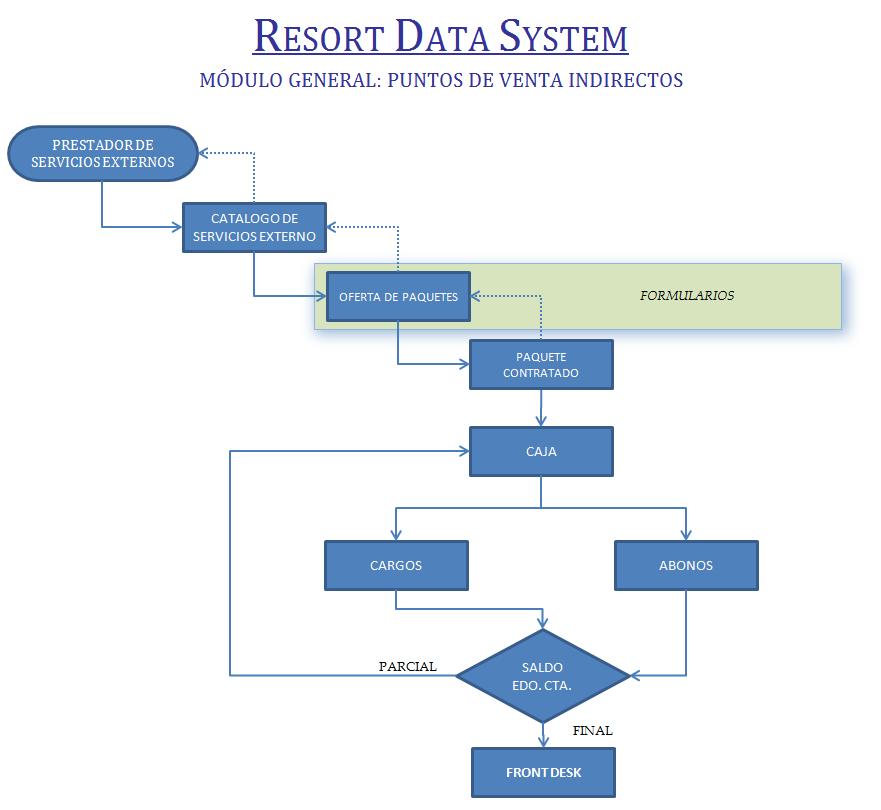 RESORT DATA SYSTEM
MÓDULO GENERAL: PUNTOS DE VENTA INDIRECTOS
PRESTADOR DE
SERVICIOS EXTERNOS
CATALOGO DE
SERVICIOS EXTERNO
OFERTA DE PAQUETES
FORMULARIOS
PAQUETE
CONTRATADO
CAJA
CARGOS
ABONOS
PARCIAL
SALDO
EDO. CTA.
FINAL
FRONT DESK